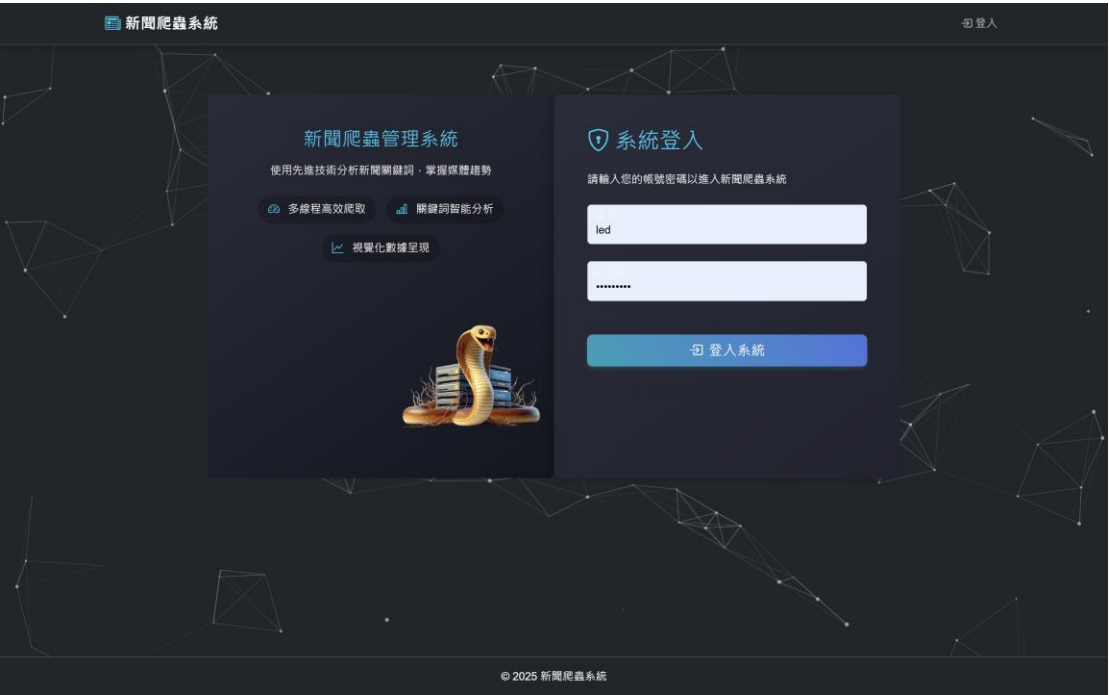 新聞爬蟲系統
登入
新聞爬蟲管理系統
使用先進技術分析新聞關鍵詞，掌握媒體趨勢
多線程高效爬取
關鍵詞智能分析
視覺化數據呈現
系統登入
請輸入您的帳號密碼以進入新聞爬蟲系統
led
•••••••••
登入系統
© 2025 新聞爬蟲系統